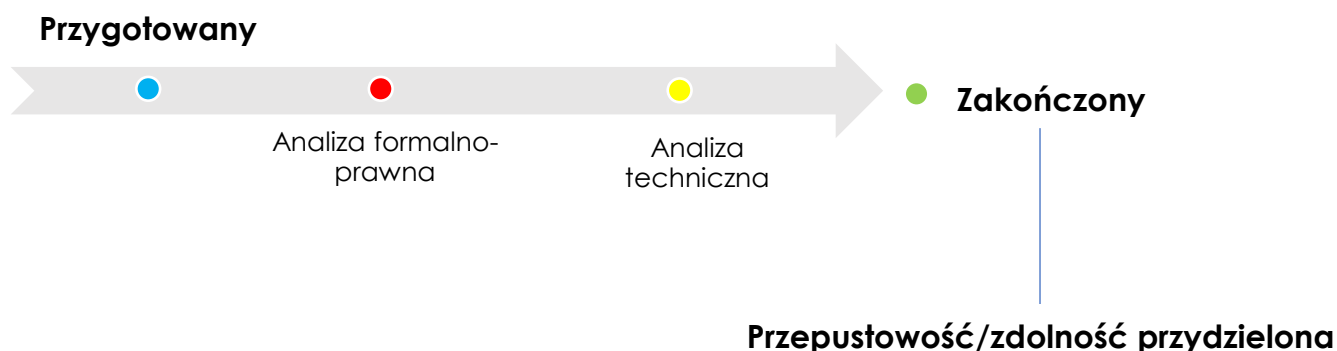 Przygotowany
Zakończony
Analiza formalno-
prawna
Analiza
techniczna
Przepustowość/zdolność przydzielona